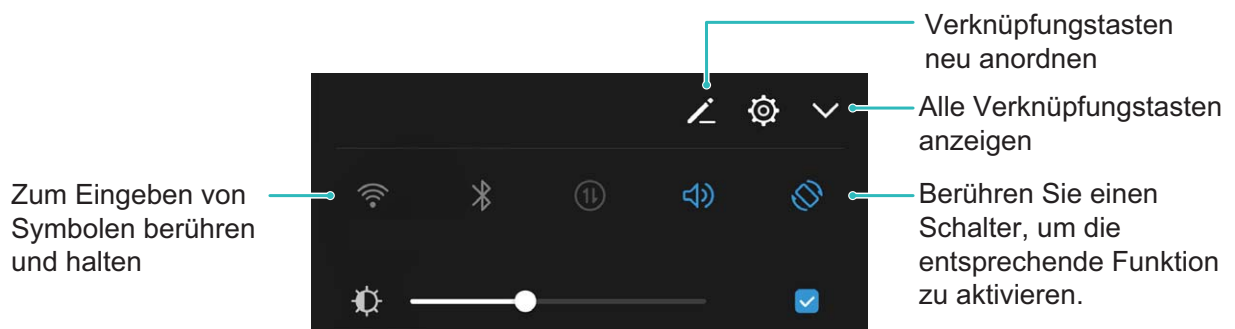 Verknüpfungstasten
neu anordnen
Alle Verknüpfungstasten
anzeigen
Zum Eingeben von
Symbolen berühren
und halten
Berühren Sie einen
Schalter, um die
entsprechende Funktion
zu aktivieren.